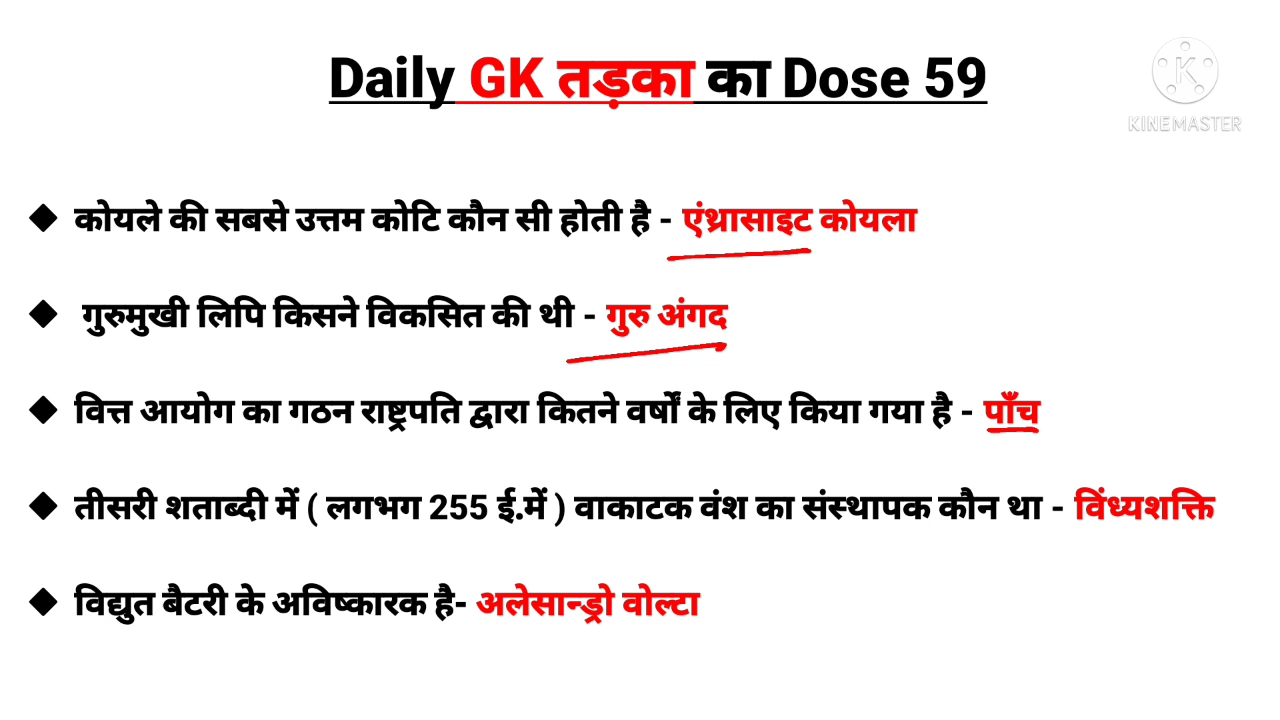 Daily GK तड़का का Dose 59
KINEMASTER
◆ कोयले की सबसे उत्तम कोटि कौन सी होती है - एंथ्रासाइट कोयला
◆ गुरुमुखी लिपि किसने विकसित की थी - गुरु अंगद
◆ वित्त आयोग का गठन राष्ट्रपति द्वारा कितने वर्षों के लिए किया गया है - पाँच
◆ तीसरी शताब्दी में ( लगभग 255 ई.में ) वाकाटक वंश का संस्थापक कौन था - विंध्यशक्ति
◆ विद्युत बैटरी के अविष्कारक है- अलेसान्ड्रो वोल्टा